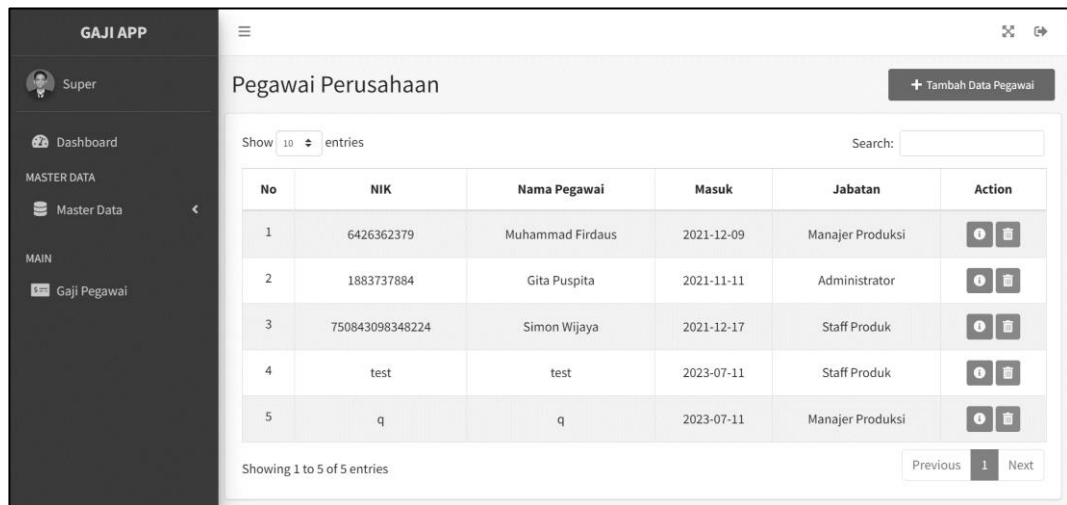 GAJI APP
Super
Dashboard
MASTER DATA
Master Data
MAIN
Gaji Pegawai
Pegawai Perusahaan
Tambah Data Pegawai
Show 10 entries
Search:
No NIK Nama Pegawai Masuk Jabatan Action
1 6426362379 Muhammad Firdaus 2021-12-09 Manajer Produksi
2 1883737884 Gita Puspita 2021-11-11 Administrator
3 750843098348224 Simon Wijaya 2021-12-17 Staff Produk
4 test test 2023-07-11 Staff Produk
5 q q 2023-07-11 Manajer Produksi
Showing 1 to 5 of 5 entries
Previous 1 Next